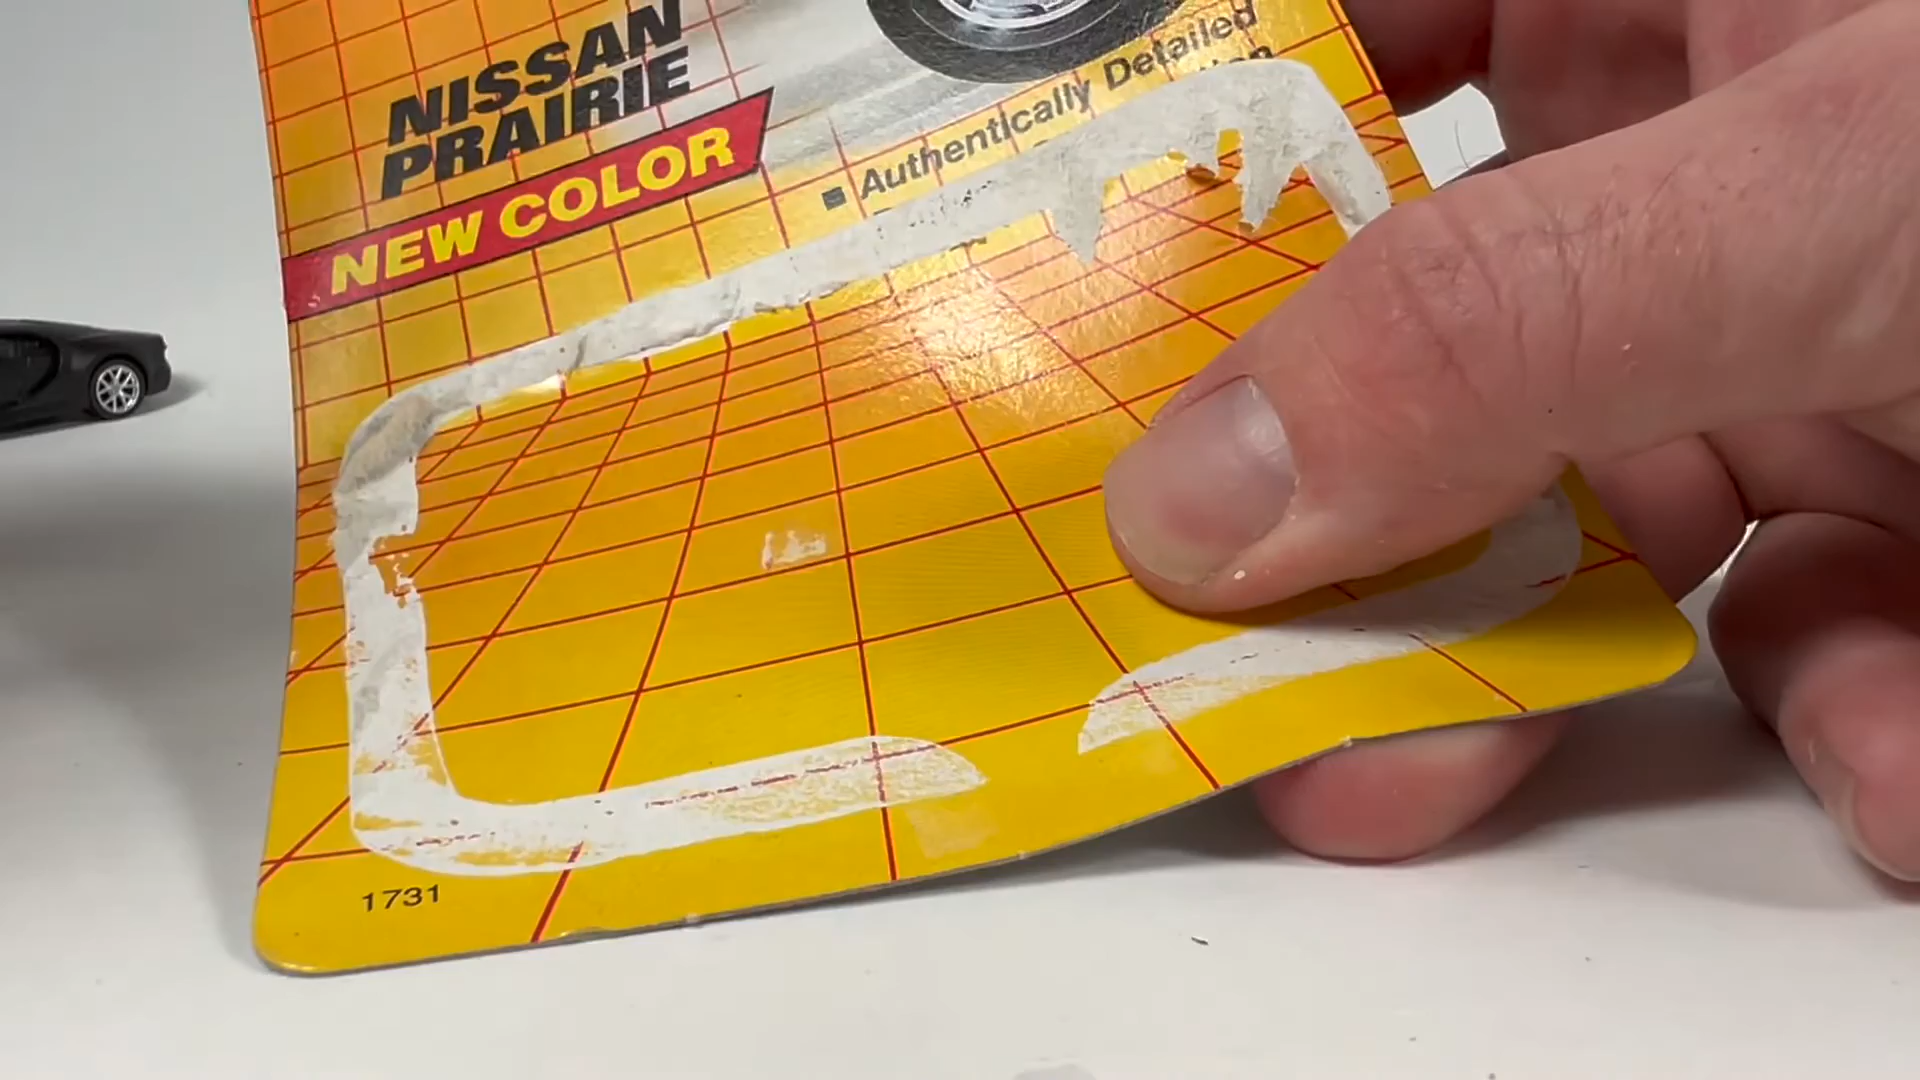 NISSAN
PRAIRIE
NEW COLOR
■ Authentically Detailed
1731